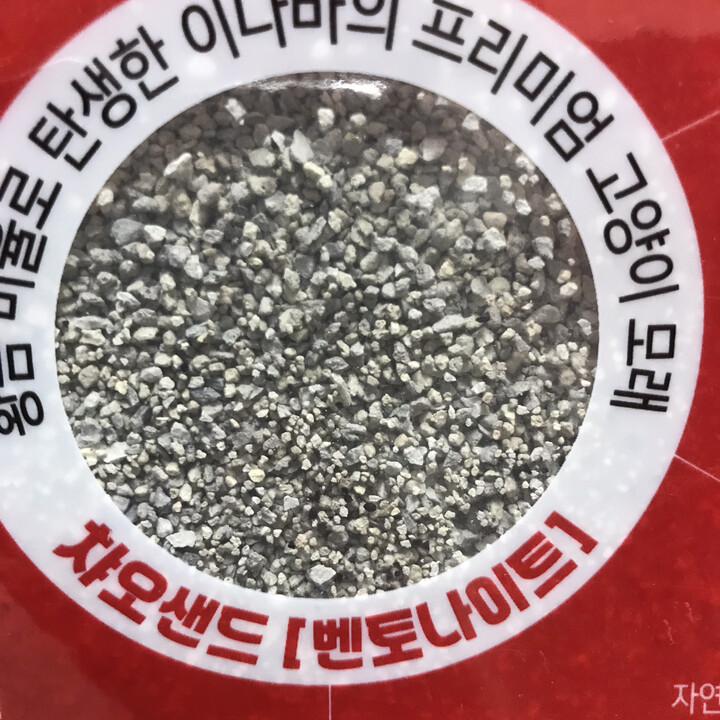 황금 비율로 탄생한 이나바의 프리미엄 고양이 모래
차오샌드 [벤토나이트]
자연